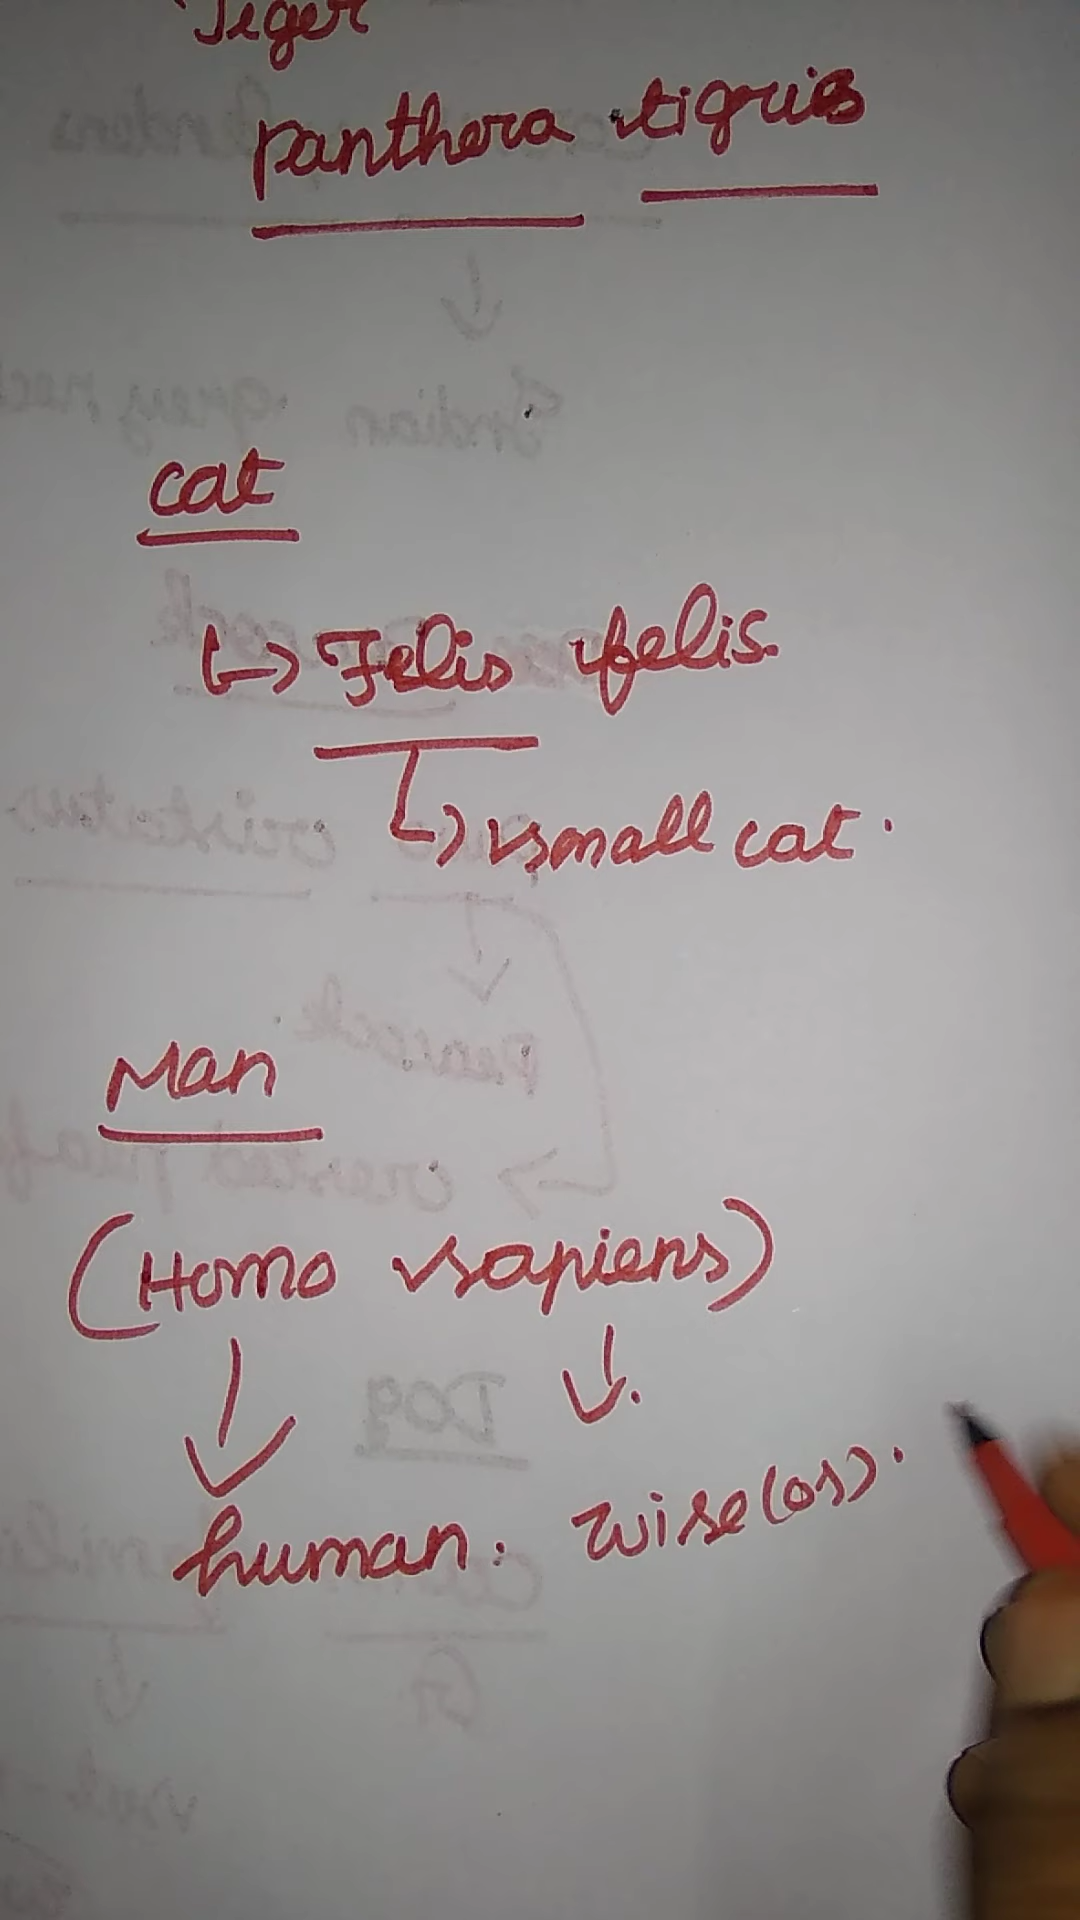 Tiger
panthera tigris
cat
↳ Felis felis.
↳ small cat.
Man
(Homo sapiens)
human. wise(os).